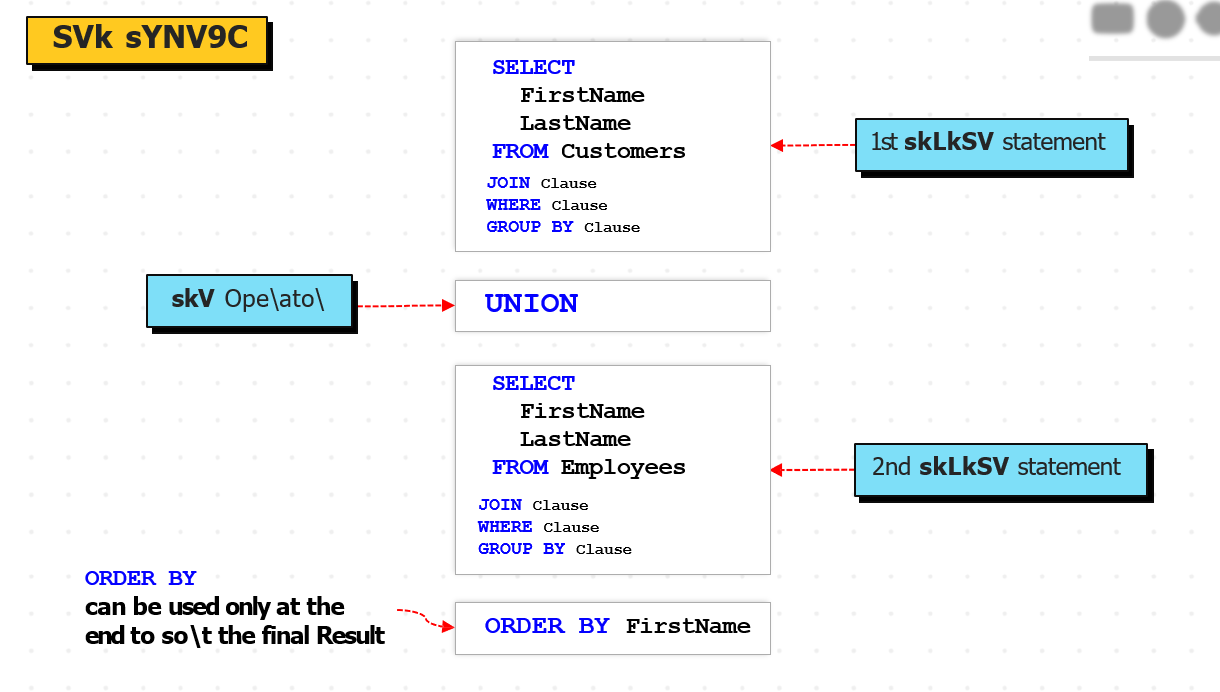 SVk sYNV9C
SELECT
FirstName
LastName
FROM Customers
JOIN Clause
WHERE Clause
GROUP BY Clause
1st skLkSV statement
skV Ope\ato\
UNION
SELECT
FirstName
LastName
FROM Employees
JOIN Clause
WHERE Clause
GROUP BY Clause
2nd skLkSV statement
ORDER BY
can be used only at the
end to so\t the final Result
ORDER BY FirstName